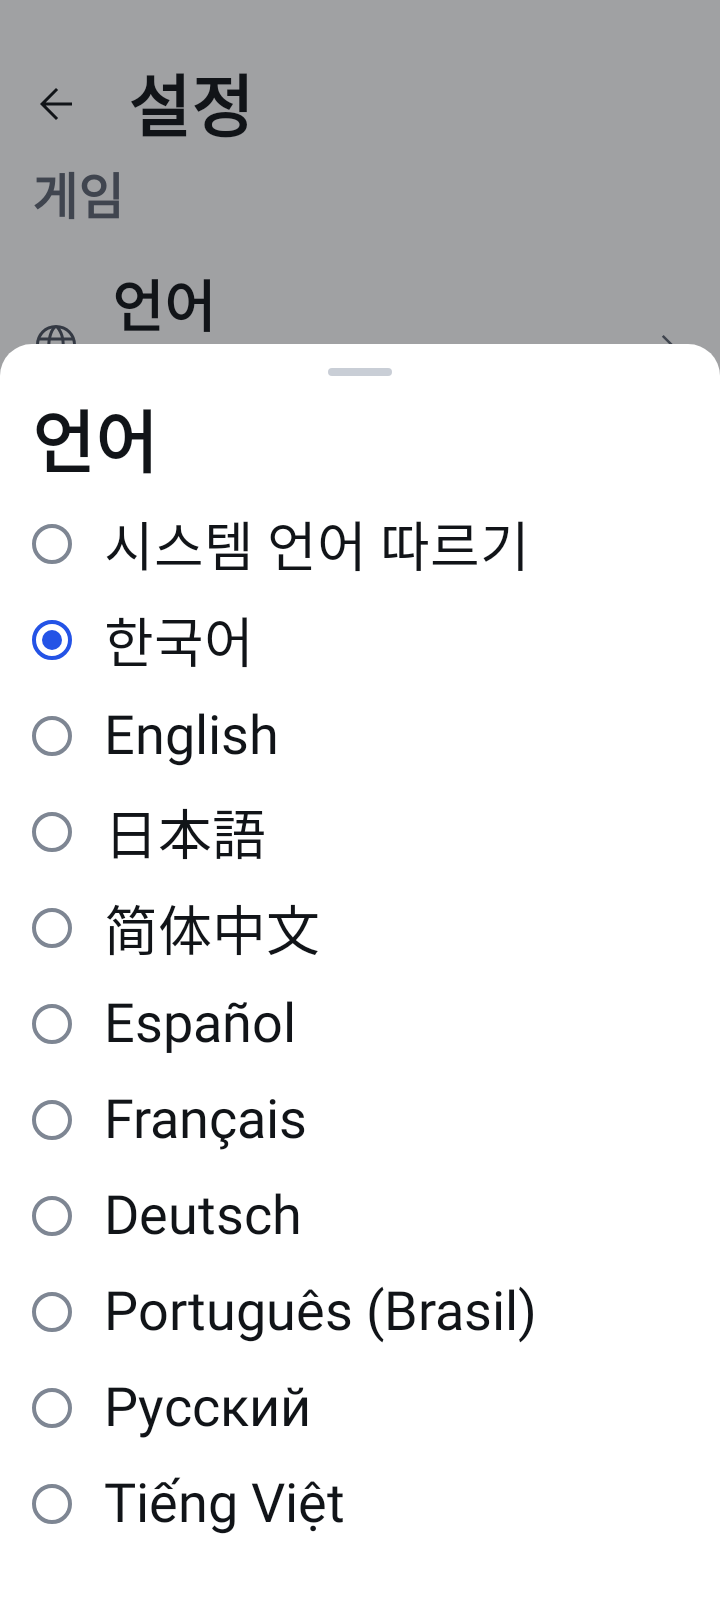 설정
게임
언어
언어
시스템 언어 따르기
한국어
English
日本語
简体中文
Español
Français
Deutsch
Português (Brasil)
Русский
Tiếng Việt